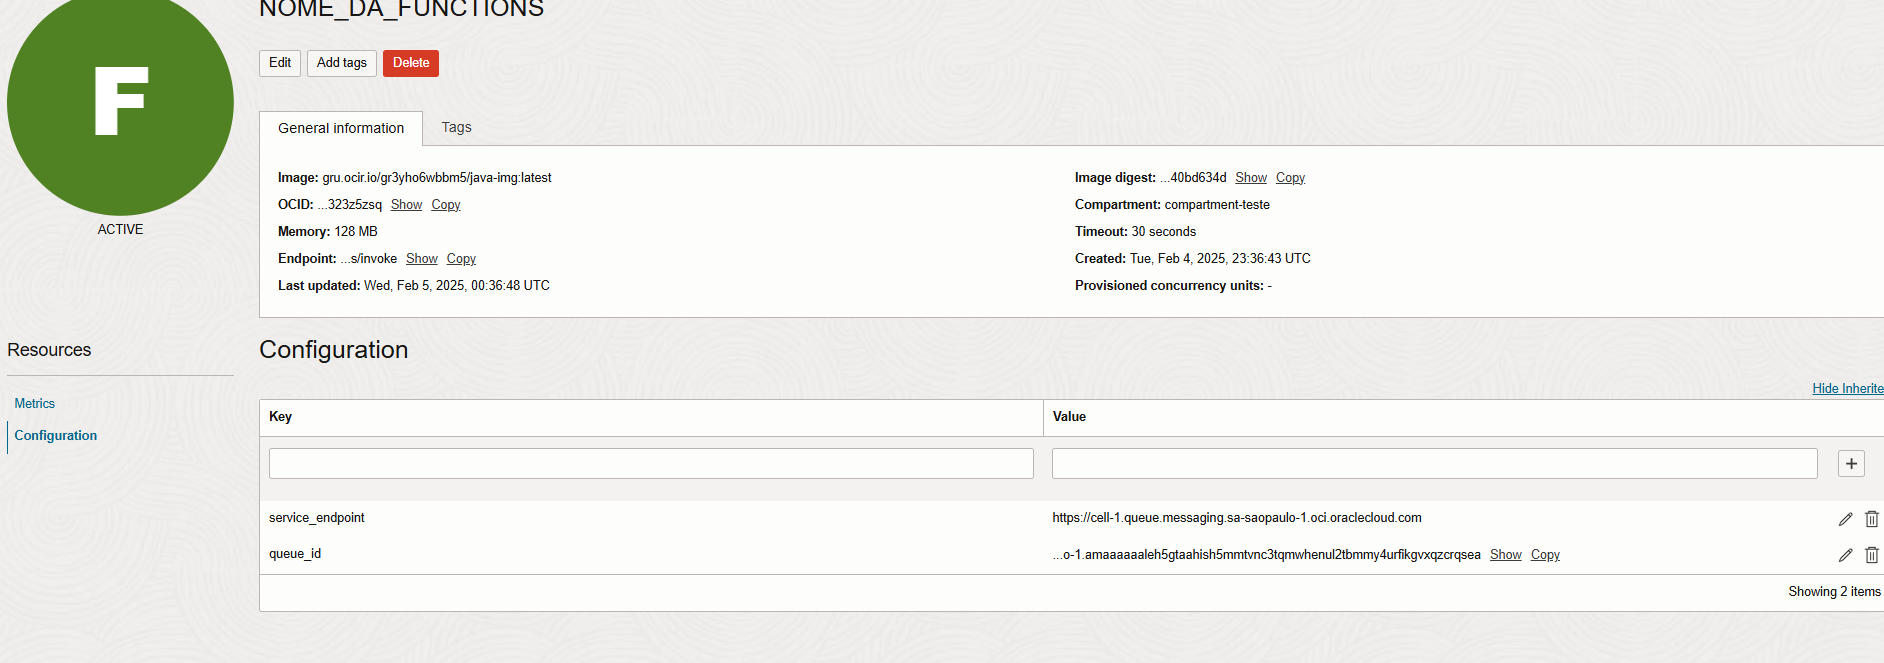 NOME_DA_FUNCTIONS
Edit Add tags Delete
F
ACTIVE
General information Tags
Image: gru.ocir.io/gr3yho6wbbm5/java-img:latest
OCID: ...323z5zsq Show Copy
Memory: 128 MB
Endpoint: ...s/invoke Show Copy
Last updated: Wed, Feb 5, 2025, 00:36:48 UTC
Image digest: ...40bd634d Show Copy
Compartment: compartment-teste
Timeout: 30 seconds
Created: Tue, Feb 4, 2025, 23:36:43 UTC
Provisioned concurrency units: -
Resources
Metrics
Configuration
Configuration
Hide Inherite
Key Value
service_endpoint https://cell-1.queue.messaging.sa-saopaulo-1.oci.oraclecloud.com
queue_id ...o-1.amaaaaaaleh5gtaahish5mmtvnc3tqmwhenul2tbmmy4urfikgvxqzcrqsea Show Copy
Showing 2 items